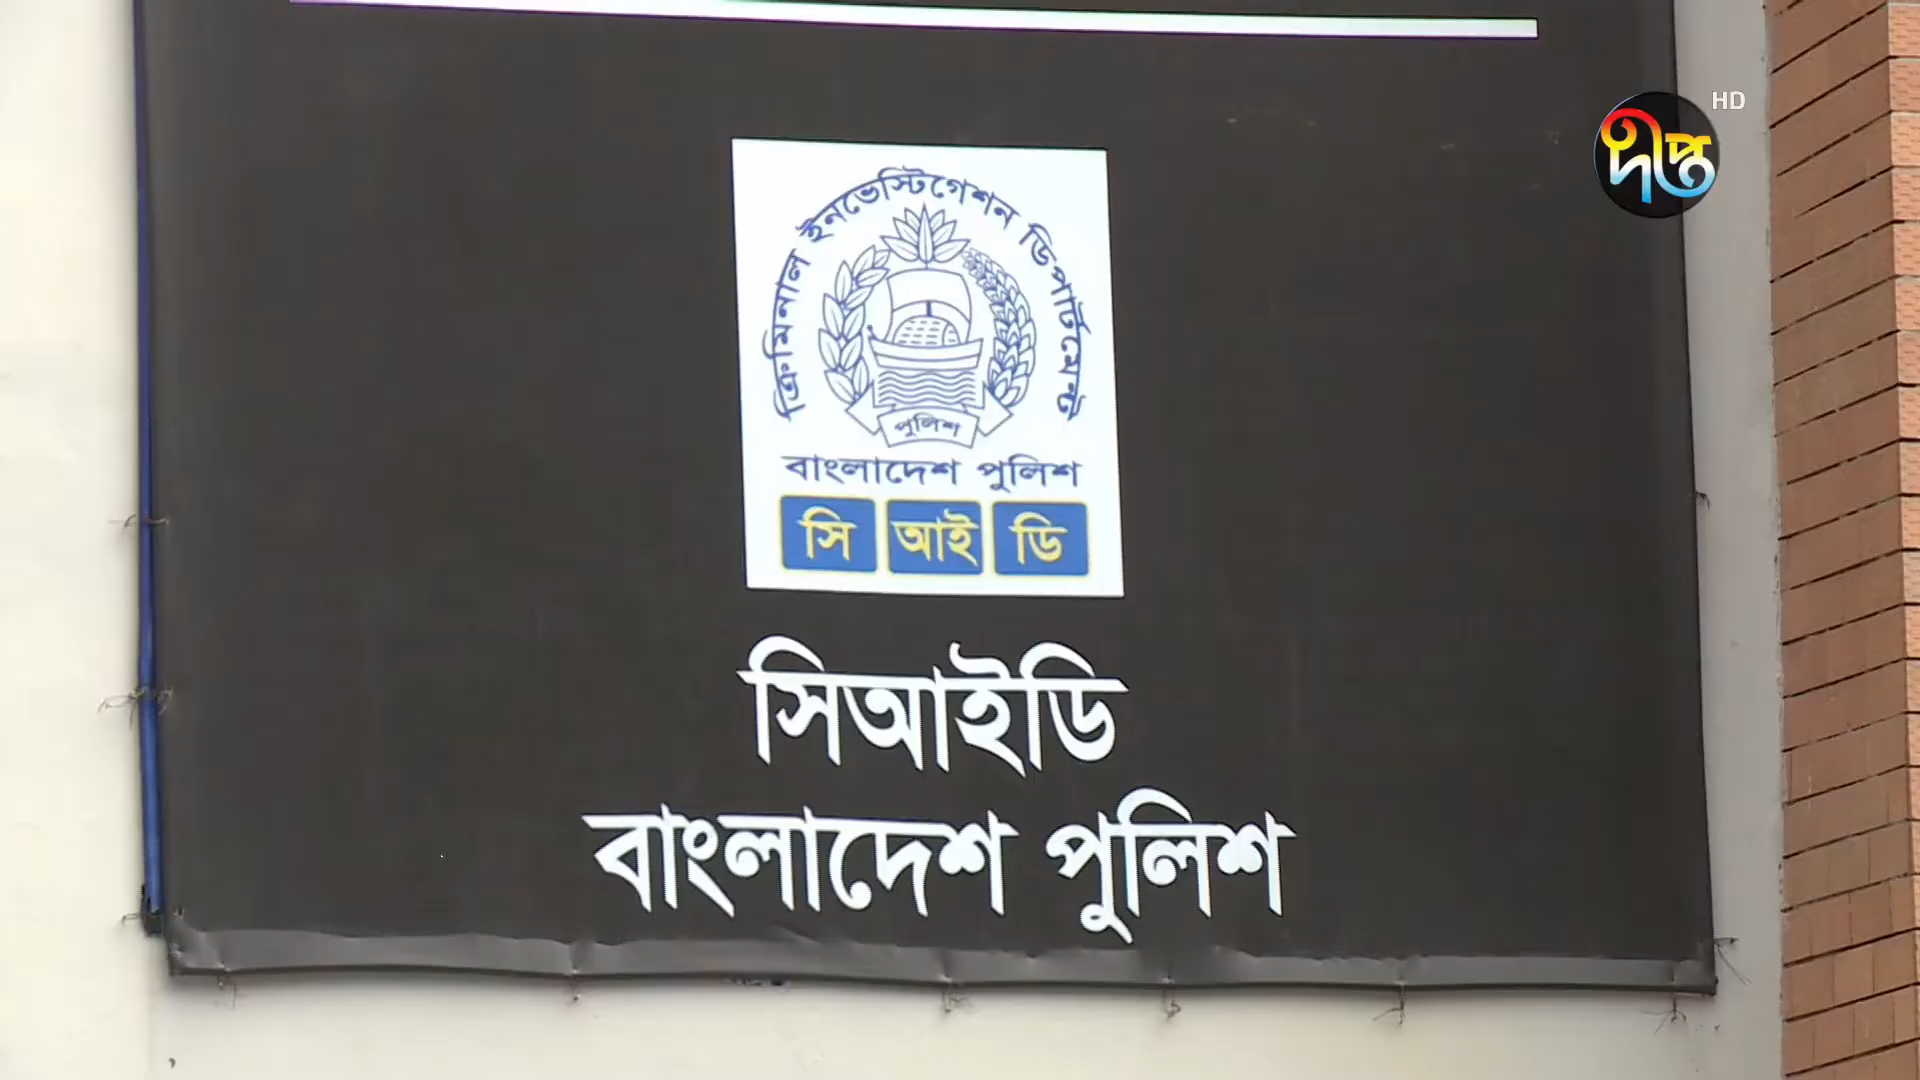 HD
দীপ্ত
ক্রিমিনাল ইনভেস্টিগেশন ডিপার্টমেন্ট
পুলিশ
বাংলাদেশ পুলিশ
সি আই ডি
সিআইডি
বাংলাদেশ পুলিশ